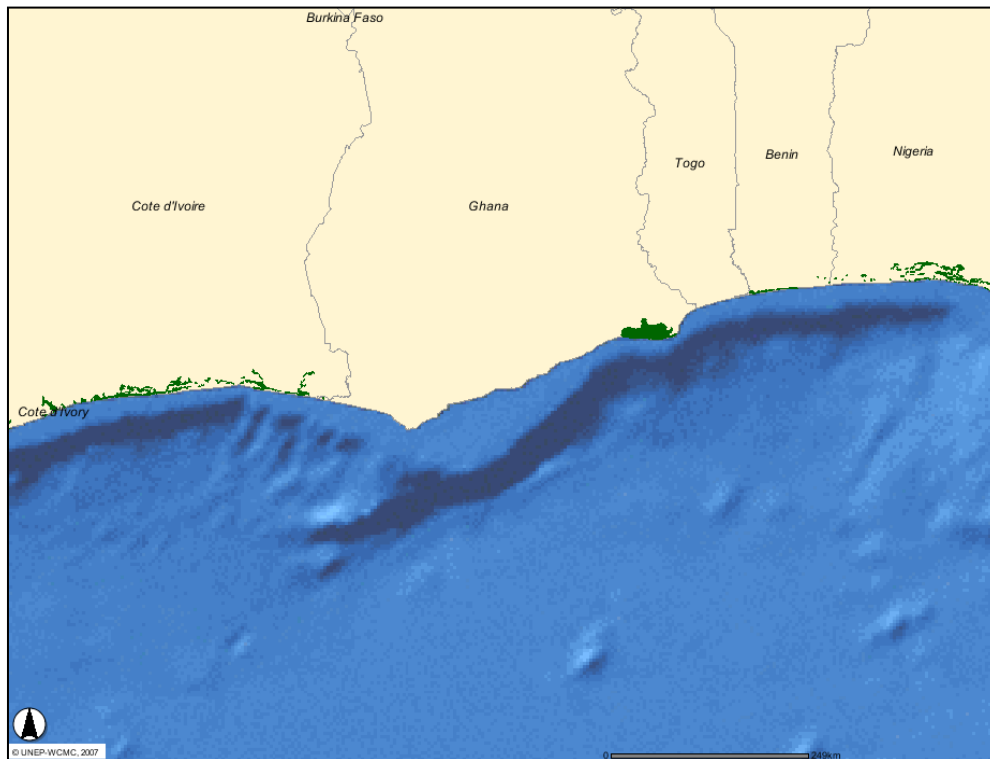 Burkina Faso
Togo
Benin
Nigeria
Cote d'Ivoire
Ghana
Cote d'Ivory
© UNEP-WCMC, 2007
0
249km